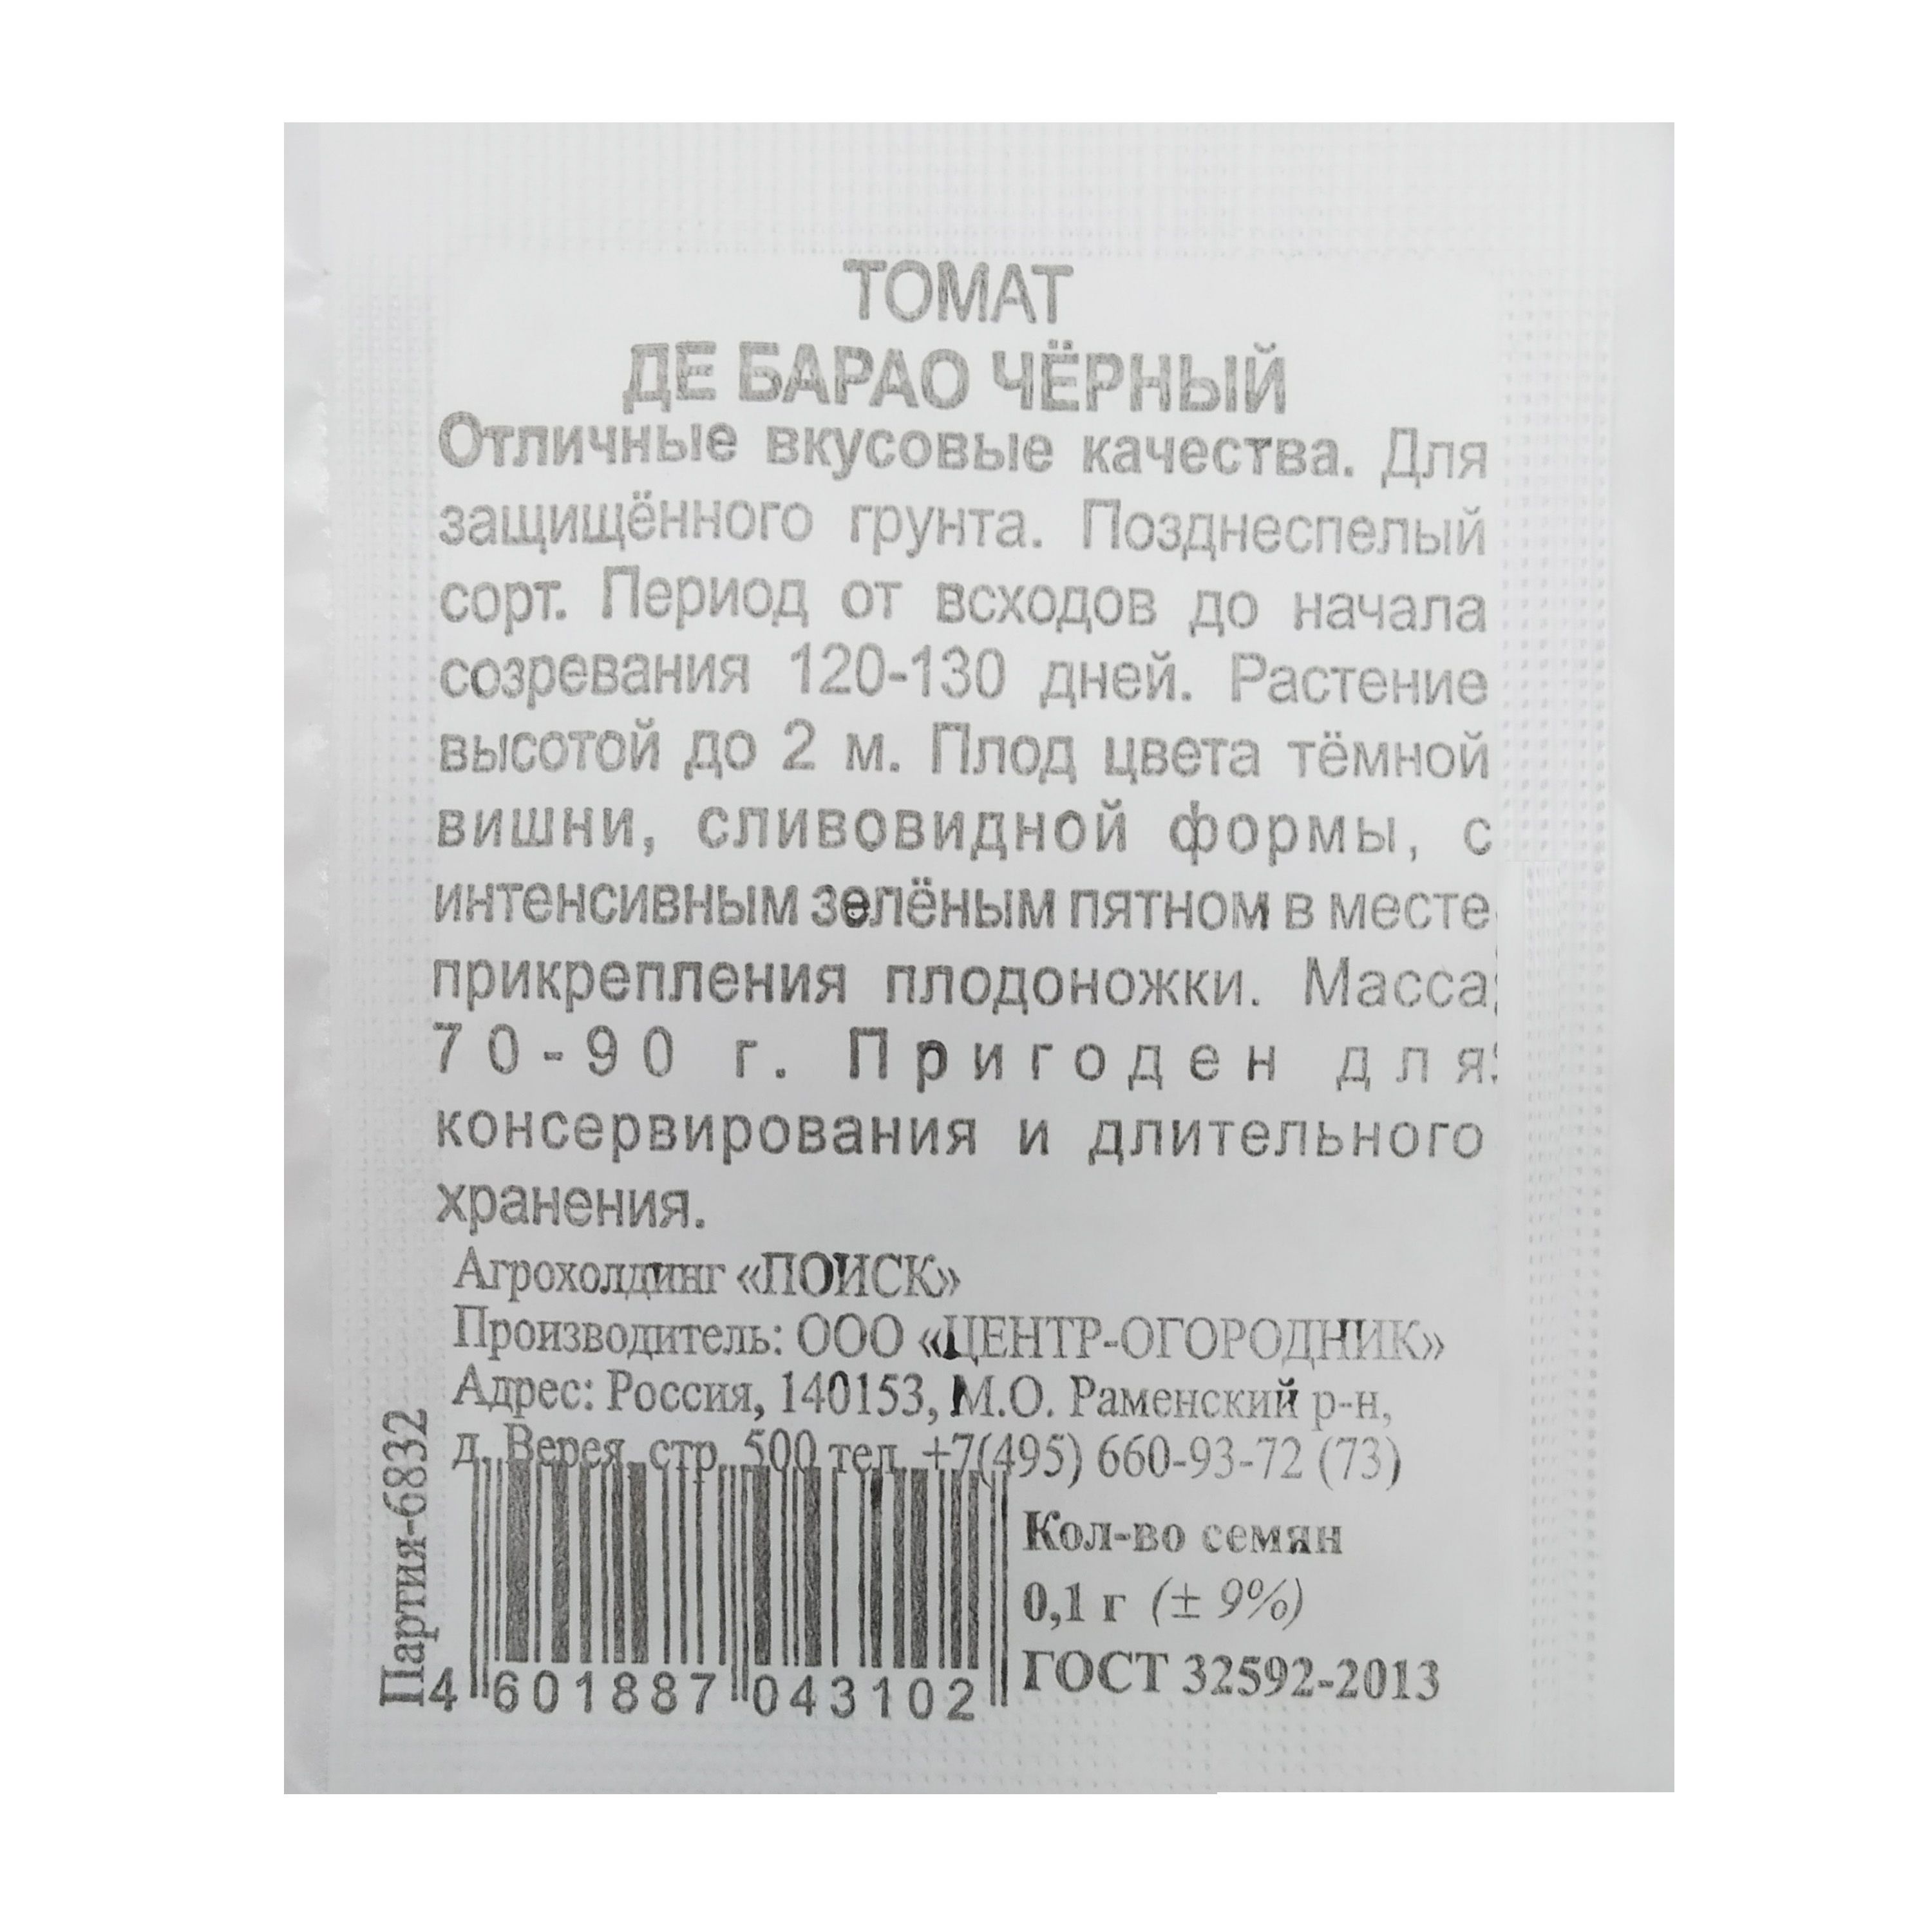 ТОМАТ
ДЕ БАРАО ЧЁРНЫЙ
Отличные вкусовые качества. Для
защищённого грунта. Позднеспелый
сорт. Период от всходов до начала
созревания 120-130 дней. Растение
высотой до 2 м. Плод цвета тёмной
вишни, сливовидной формы, с
интенсивным зелёным пятном в месте
прикрепления плодоножки. Масса
70-90 г. Пригоден для
консервирования и длительного
хранения.
Агрохолдинг «ПОИСК»
Производитель: ООО «ЦЕНТР-ОГОРОДНИК»
Адрес: Россия, 140153, М.О. Раменский р-н,
д. Верея, стр. 500 тел. +7(495) 660-93-72 (73)
Партия-6832
Кол-во семян
0,1 г (± 9%)
ГОСТ 32592-2013
4 601887 043102